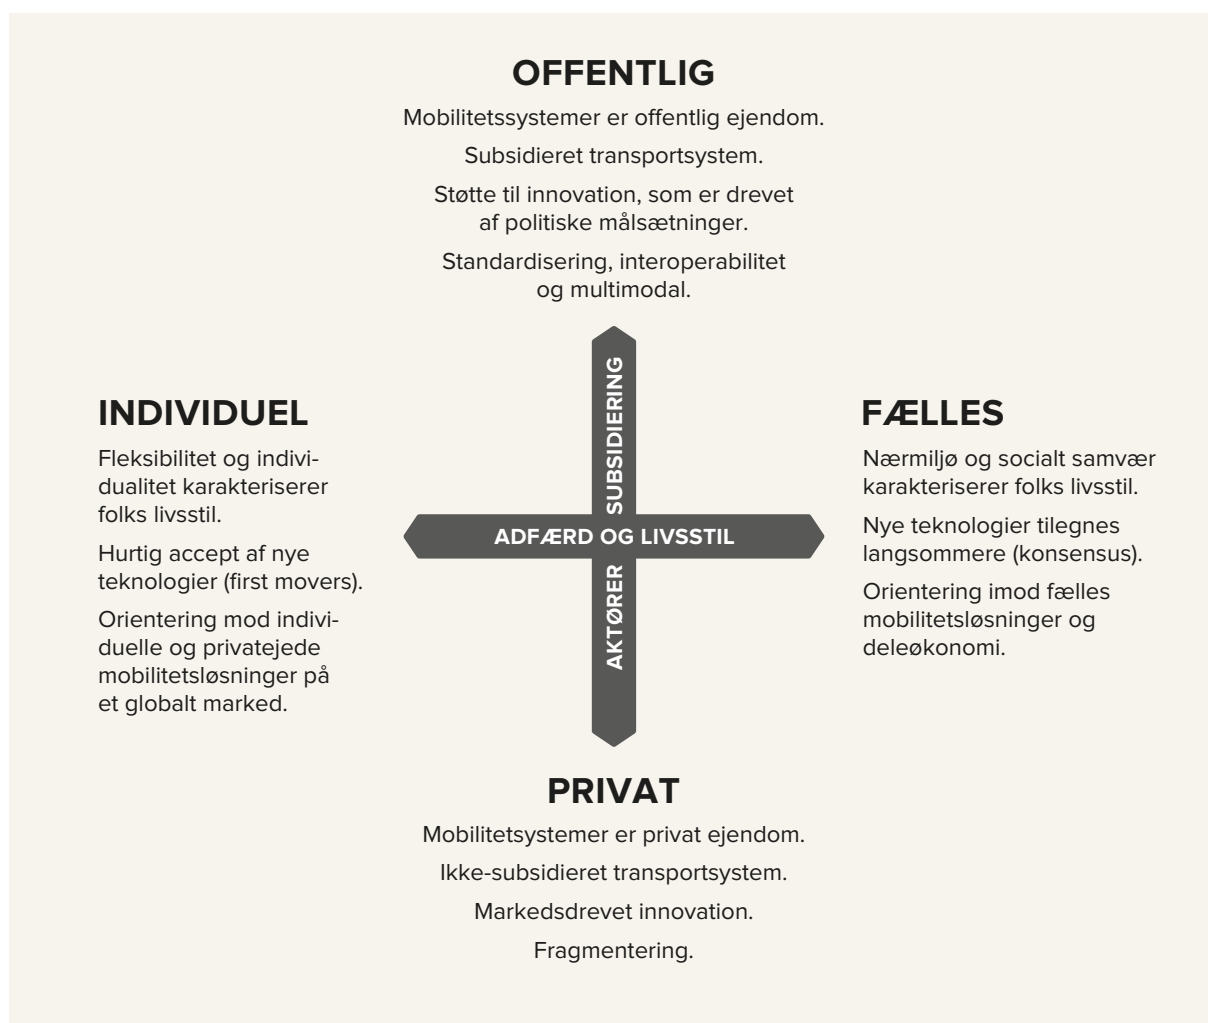 OFFENTLIG
Mobilitetssystemer er offentlig ejendom.
Subsidieret transportsystem.
Støtte til innovation, som er drevet
af politiske målsætninger.
Standardisering, interoperabilitet
og multimodal.
INDIVIDUEL
Fleksibilitet og indivi-
dualitet karakteriserer
folks livsstil.
Hurtig accept af nye
teknologier (first movers).
Orientering mod indivi-
duelle og privatejede
mobilitetsløsninger på
et globalt marked.
SUBSIDIERING
ADFÆRD OG LIVSSTIL
AKTØRER
FÆLLES
Nærmiljø og socialt samvær
karakteriserer folks livsstil.
Nye teknologier tilegnes
langsommere (konsensus).
Orientering imod fælles
mobilitetsløsninger og
deleøkonomi.
PRIVAT
Mobilitetsystemer er privat ejendom.
Ikke-subsidieret transportsystem.
Markedsdrevet innovation.
Fragmentering.